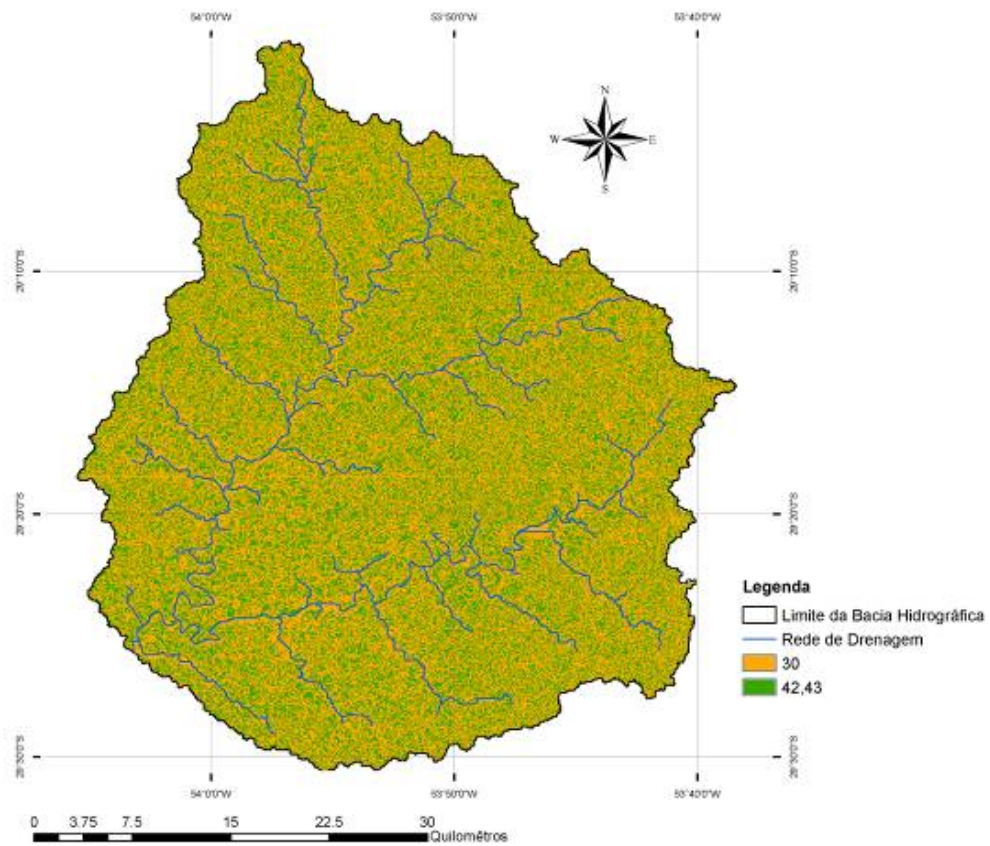 54°0'0"W 53°50'0"W 53°40'0"W
N
W E
S
Legenda
Limite da Bacia Hidrográfica
Rede de Drenagem
30
42,43
54°0'0"W 53°50'0"W 53°40'0"W
0 3.75 7.5 15 22.5 30
Quilomêtros